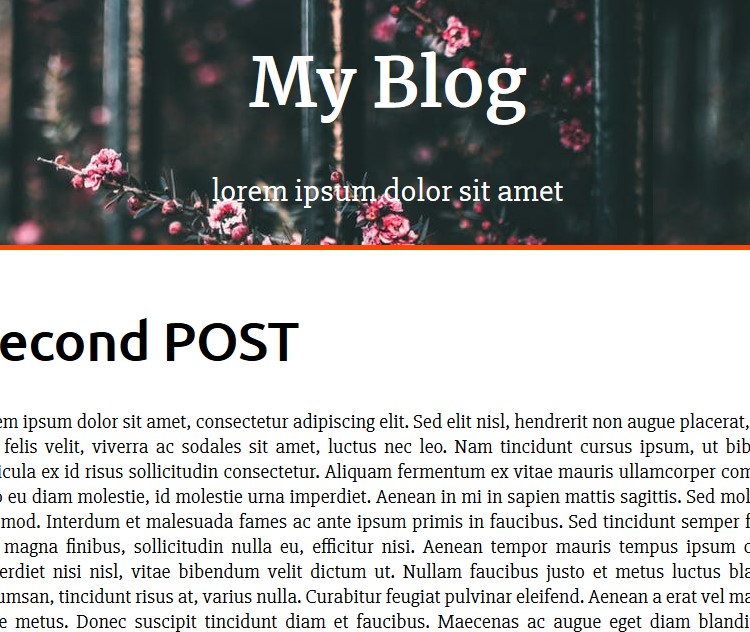 My Blog
lorem ipsum dolor sit amet
econd POST
em ipsum dolor sit amet, consectetur adipiscing elit. Sed elit nisl, hendrerit non augue placerat,
felis velit, viverra ac sodales sit amet, luctus nec leo. Nam tincidunt cursus ipsum, ut bib
icula ex id risus sollicitudin consectetur. Aliquam fermentum ex vitae mauris ullamcorper com
o eu diam molestie, id molestie urna imperdiet. Aenean in mi in sapien mattis sagittis. Sed mol
mod. Interdum et malesuada fames ac ante ipsum primis in faucibus. Sed tincidunt semper f
magna finibus, sollicitudin nulla eu, efficitur nisi. Aenean tempor mauris tempus ipsum c
erdiet nisi nisl, vitae bibendum velit dictum ut. Nullam faucibus justo et metus luctus bla
umsan, tincidunt risus at, varius nulla. Curabitur feugiat pulvinar eleifend. Aenean a erat vel ma
e metus. Donec suscipit tincidunt diam et faucibus. Maecenas ac augue eget diam blandi